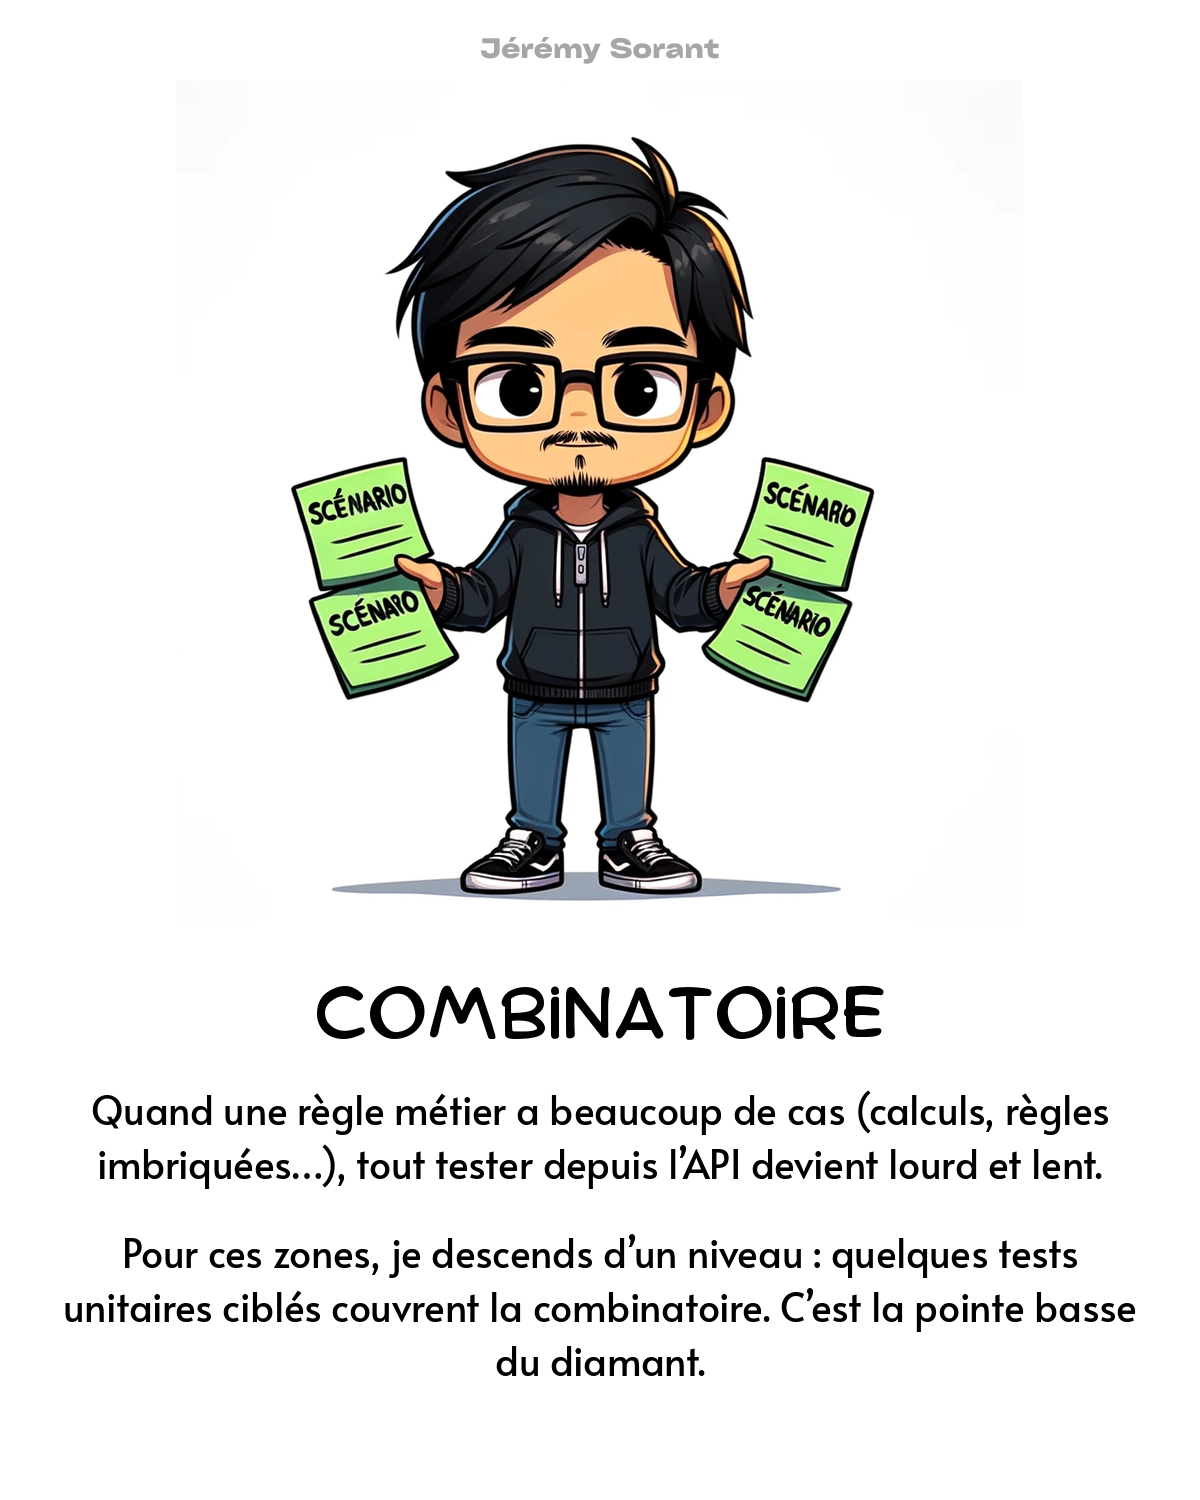 Jérémy Sorant
SCÉNARIO
SCÉNARO
SCÉNAPO
SCÉNARIO
COMBINATOIRE
Quand une règle métier a beaucoup de cas (calculs, règles
imbriquées...), tout tester depuis l’API devient lourd et lent.
Pour ces zones, je descends d’un niveau : quelques tests
unitaires ciblés couvrent la combinatoire. C’est la pointe basse
du diamant.